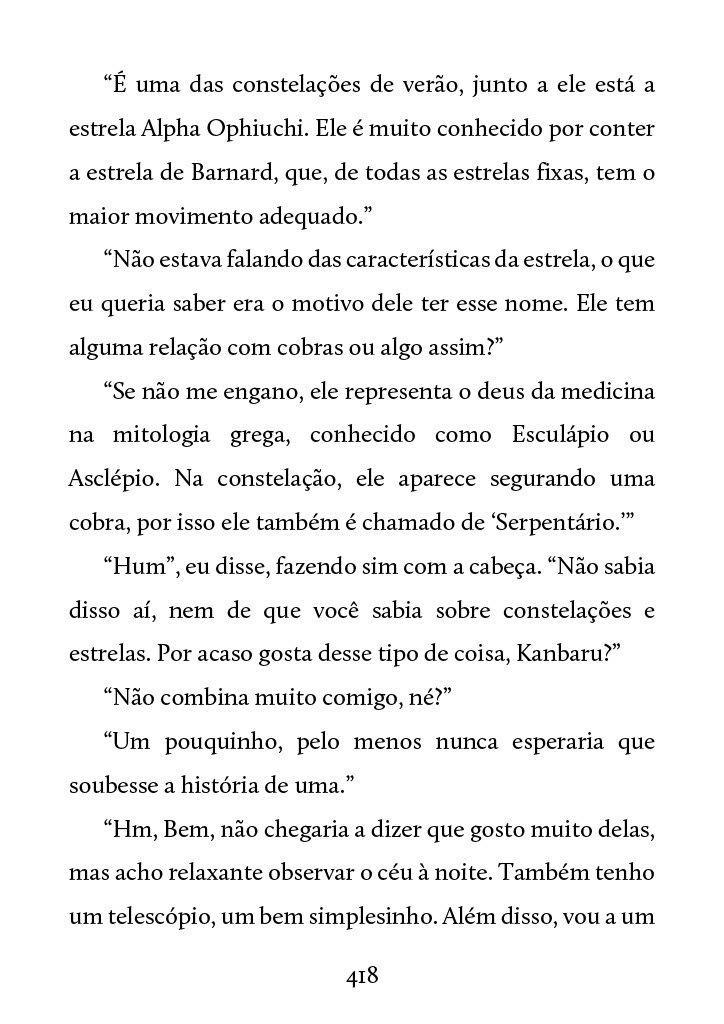 “É uma das constelações de verão, junto a ele está a
estrela Alpha Ophiuchi. Ele é muito conhecido por conter
a estrela de Barnard, que, de todas as estrelas fixas, tem o
maior movimento adequado.”
“Não estava falando das características da estrela, o que
eu queria saber era o motivo dele ter esse nome. Ele tem
alguma relação com cobras ou algo assim?”
“Se não me engano, ele representa o deus da medicina
na mitologia grega, conhecido como Esculápio ou
Asclépio. Na constelação, ele aparece segurando uma
cobra, por isso ele também é chamado de ‘Serpentário.’”
“Hum”, eu disse, fazendo sim com a cabeça. “Não sabia
disso aí, nem de que você sabia sobre constelações e
estrelas. Por acaso gosta desse tipo de coisa, Kanbaru?”
“Não combina muito comigo, né?”
“Um pouquinho, pelo menos nunca esperaria que
soubesse a história de uma.”
“Hm, Bem, não chegaria a dizer que gosto muito delas,
mas acho relaxante observar o céu à noite. Também tenho
um telescópio, um bem simplesinho. Além disso, vou a um
418